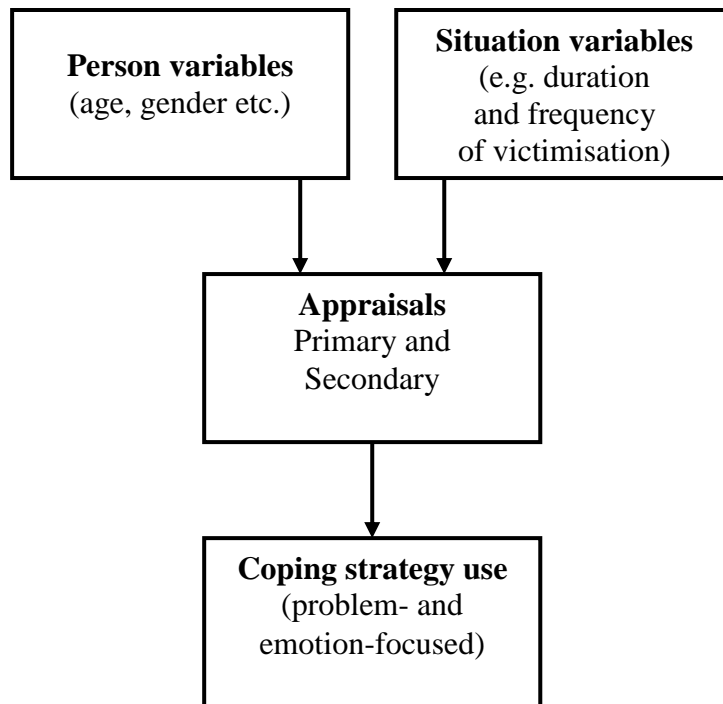 Person variables
(age, gender etc.)
Situation variables
(e.g. duration
and frequency
of victimisation)
Appraisals
Primary and
Secondary
Coping strategy use
(problem- and
emotion-focused)